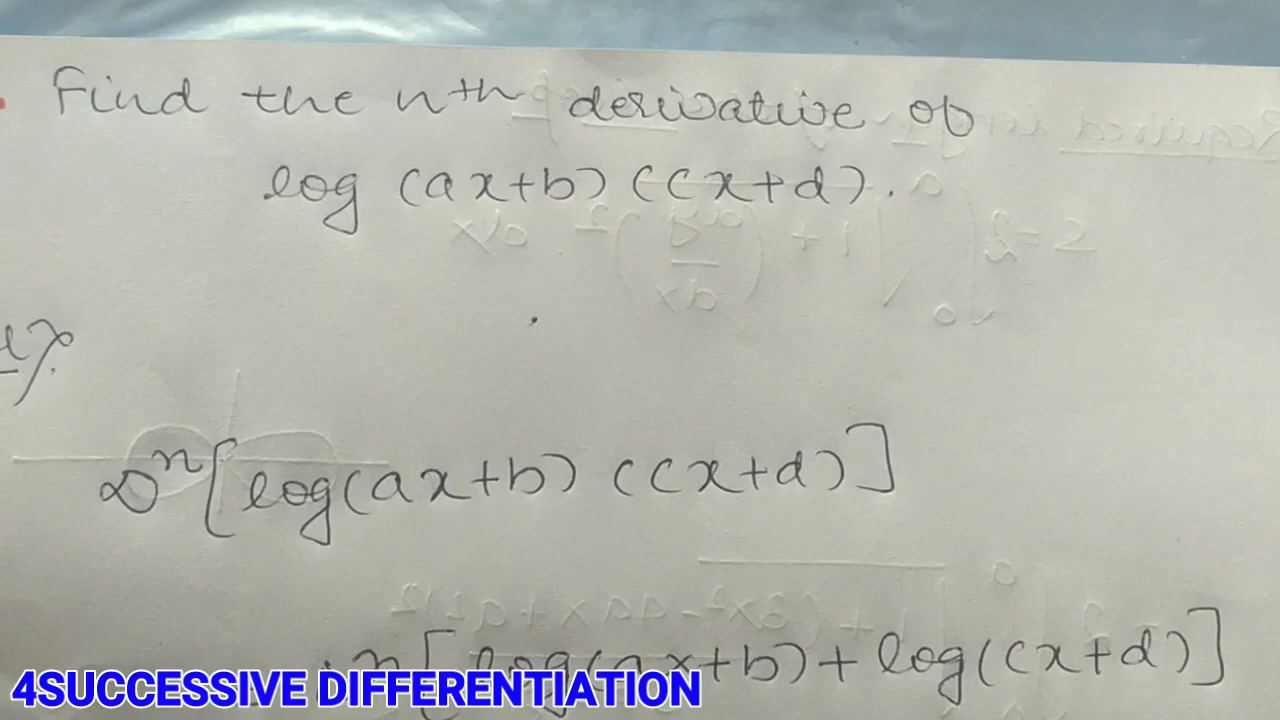 Find the nth derivative of
log (ax+b) (cx+d).
D^n[log(ax+b) (cx+d)]
n[log(ax+b)+log(cx+d)]
4SUCCESSIVE DIFFERENTIATION